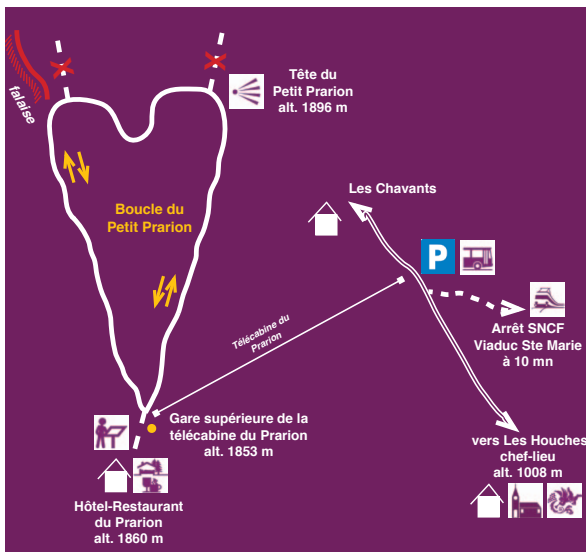 falaise
Tête du
Petit Prarion
alt. 1896 m
Boucle du
Petit Prarion
Les Chavants
P
Télécabine du
Prarion
Arrêt SNCF
Viaduc Ste Marie
à 10 mn
Gare supérieure de la
télécabine du Prarion
alt. 1853 m
vers Les Houches
chef-lieu
alt. 1008 m
Hôtel-Restaurant
du Prarion
alt. 1860 m